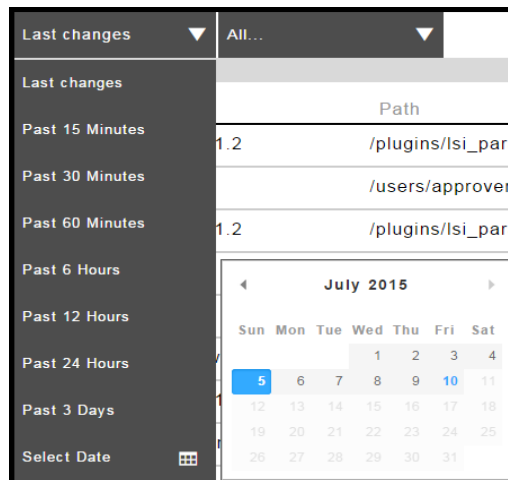 Last changes All...
Last changes
Path
Past 15 Minutes
1.2 /plugins/lsi_par
Past 30 Minutes
/users/approver
Past 60 Minutes
1.2 /plugins/lsi_par
Past 6 Hours
July 2015
Past 12 Hours
Sun Mon Tue Wed Thu Fri Sat
1 2 3 4
Past 24 Hours
5 6 7 8 9 10 11
Past 3 Days
12 13 14 15 16 17 18
19 20 21 22 23 24 25
Select Date
26 27 28 29 30 31